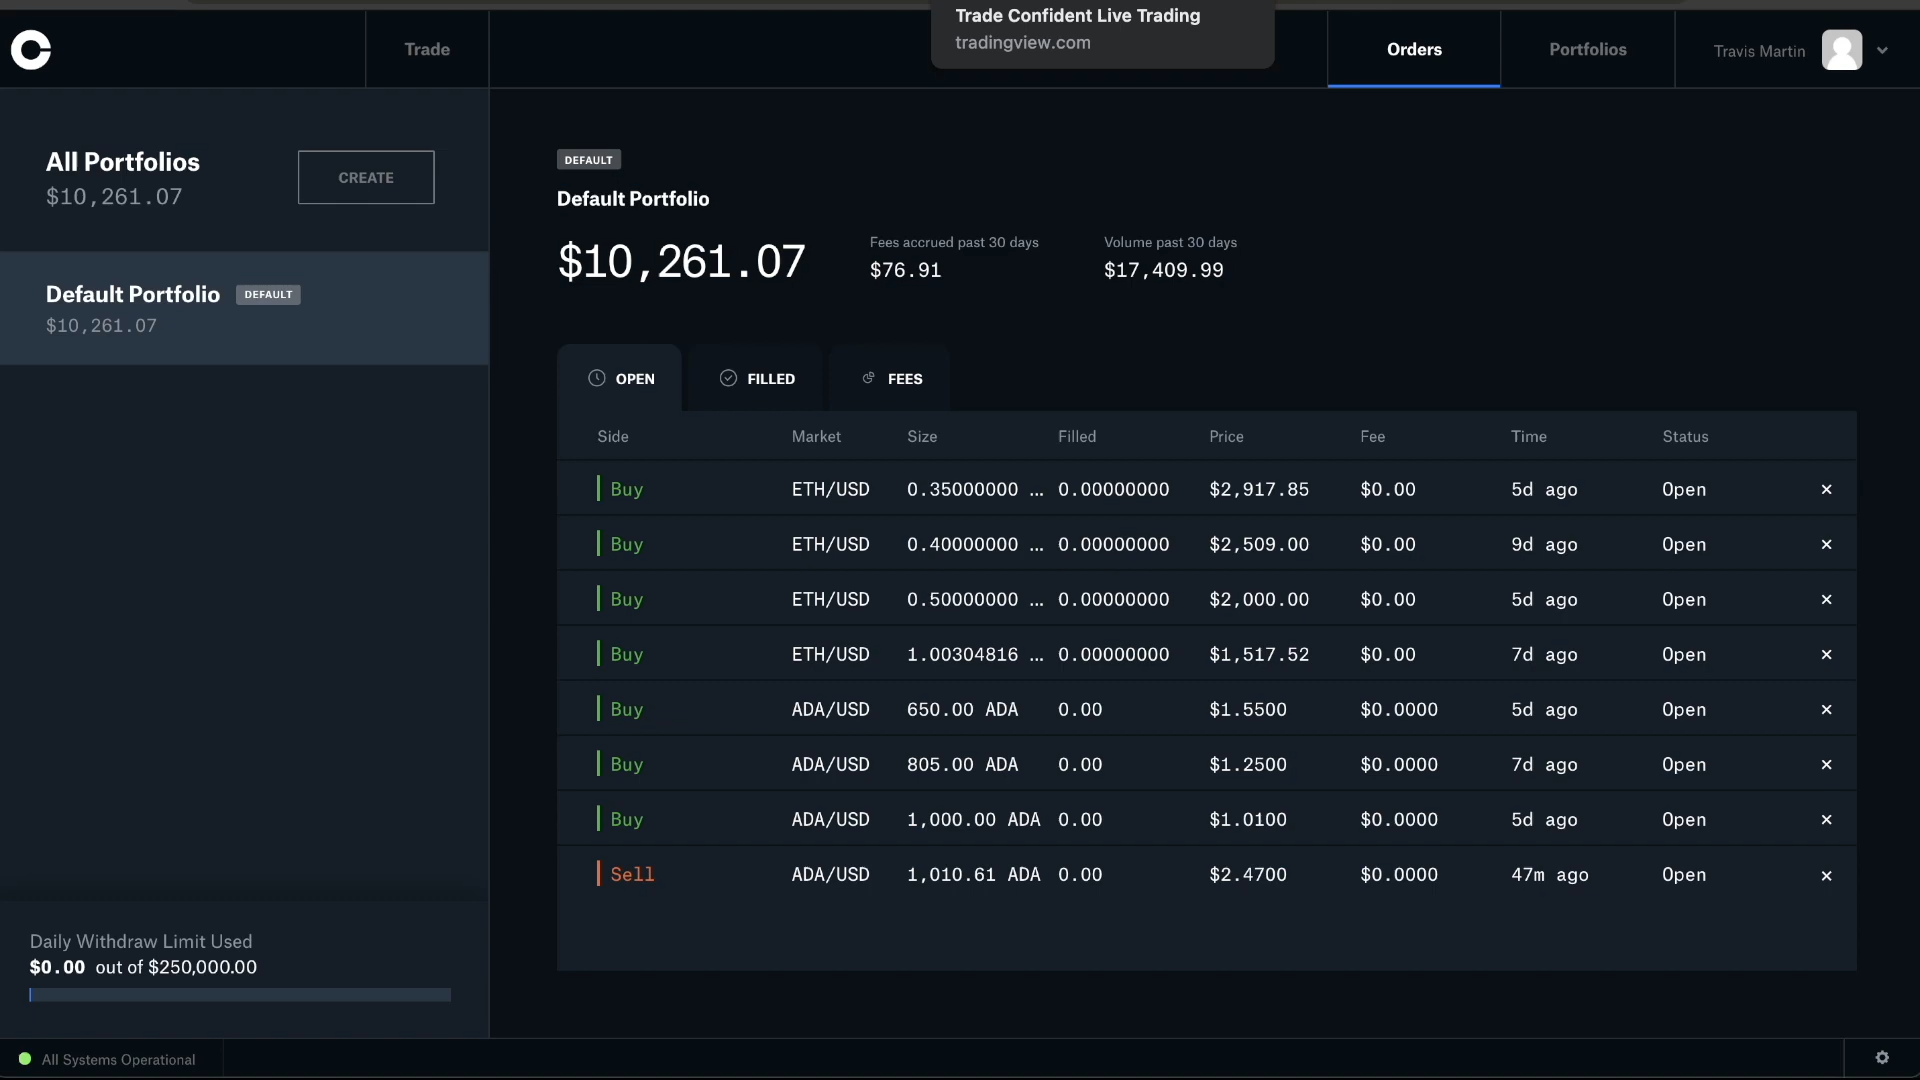 Trade Confident Live Trading
tradingview.com
Trade
Orders
Portfolios
Travis Martin
All Portfolios
$10,261.07
CREATE
Default Portfolio DEFAULT
$10,261.07
DEFAULT
Default Portfolio
$10,261.07
Fees accrued past 30 days
$76.91
Volume past 30 days
$17,409.99
OPEN FILLED FEES
Side Market Size Filled Price Fee Time Status
Buy ETH/USD 0.35000000 ... 0.00000000 $2,917.85 $0.00 5d ago Open ×
Buy ETH/USD 0.40000000 ... 0.00000000 $2,509.00 $0.00 9d ago Open ×
Buy ETH/USD 0.50000000 ... 0.00000000 $2,000.00 $0.00 5d ago Open ×
Buy ETH/USD 1.00304816 ... 0.00000000 $1,517.52 $0.00 7d ago Open ×
Buy ADA/USD 650.00 ADA 0.00 $1.5500 $0.0000 5d ago Open ×
Buy ADA/USD 805.00 ADA 0.00 $1.2500 $0.0000 7d ago Open ×
Buy ADA/USD 1,000.00 ADA 0.00 $1.0100 $0.0000 5d ago Open ×
Sell ADA/USD 1,010.61 ADA 0.00 $2.4700 $0.0000 47m ago Open ×
Daily Withdraw Limit Used
$0.00 out of $250,000.00
All Systems Operational